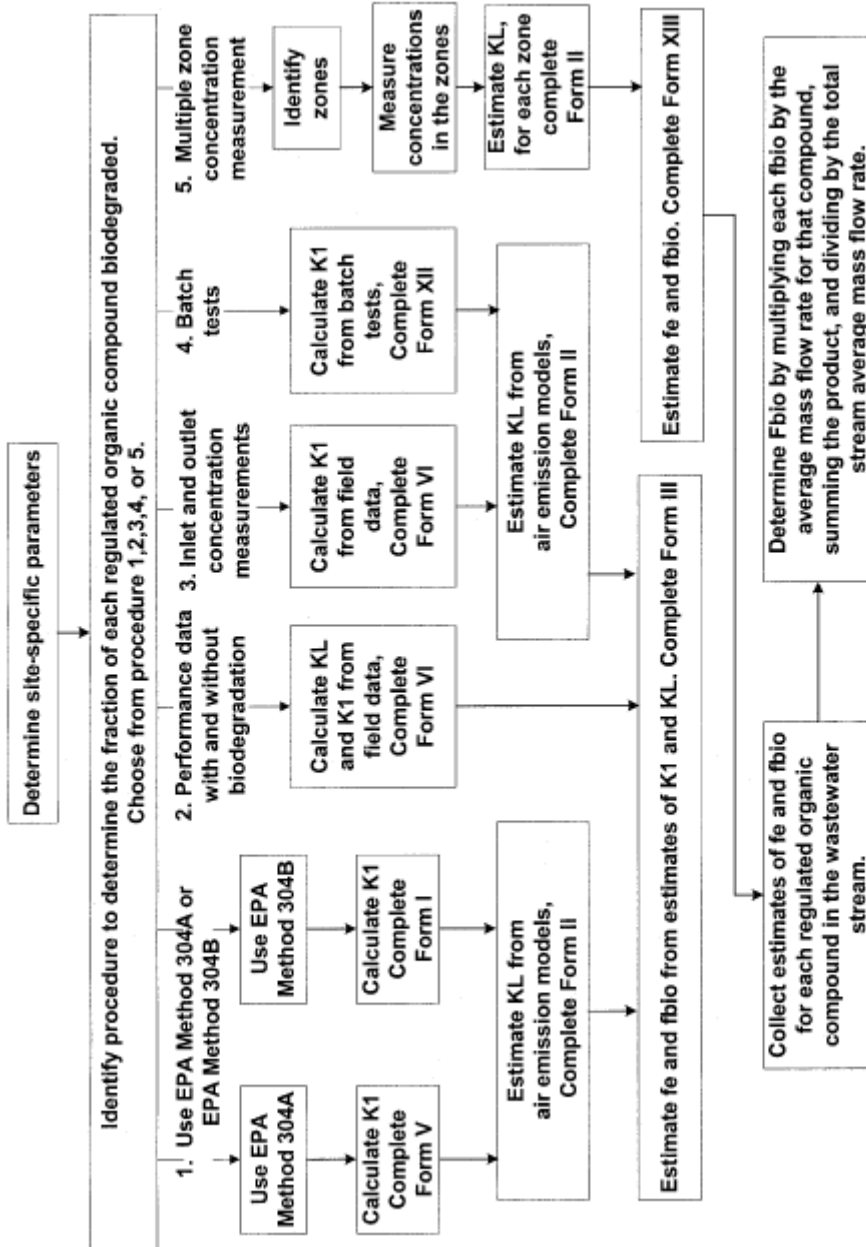 Determine site-specific parameters
Identify procedure to determine the fraction of each regulated organic compound biodegraded.
Choose from procedure 1,2,3,4, or 5.
1. Use EPA Method 304A or
EPA Method 304B
Use EPA
Method 304A
Calculate K1
Complete
Form V
Use EPA
Method 304B
Calculate K1
Complete
Form I
Estimate KL from
air emission models,
Complete Form II
2. Performance data
with and without
biodegradation
Calculate KL
and K1 from
field data,
Complete
Form VI
3. Inlet and outlet
concentration
measurements
Calculate K1
from field
data,
Complete
Form VI
4. Batch
tests
Calculate K1
from batch
tests,
Complete
Form XII
Estimate KL from
air emission models,
Complete Form II
5. Multiple zone
concentration
measurement
Identify
zones
Measure
concentrations
in the zones
Estimate KL,
for each zone
complete
Form II
Estimate fe and fbio from estimates of K1 and KL. Complete Form III
Estimate fe and fbio. Complete Form XIII
Collect estimates of fe and fbio
for each regulated organic
compound in the wastewater
stream.
Determine Fbio by multiplying each fbio by the
average mass flow rate for that compound,
summing the product, and dividing by the total
stream average mass flow rate.